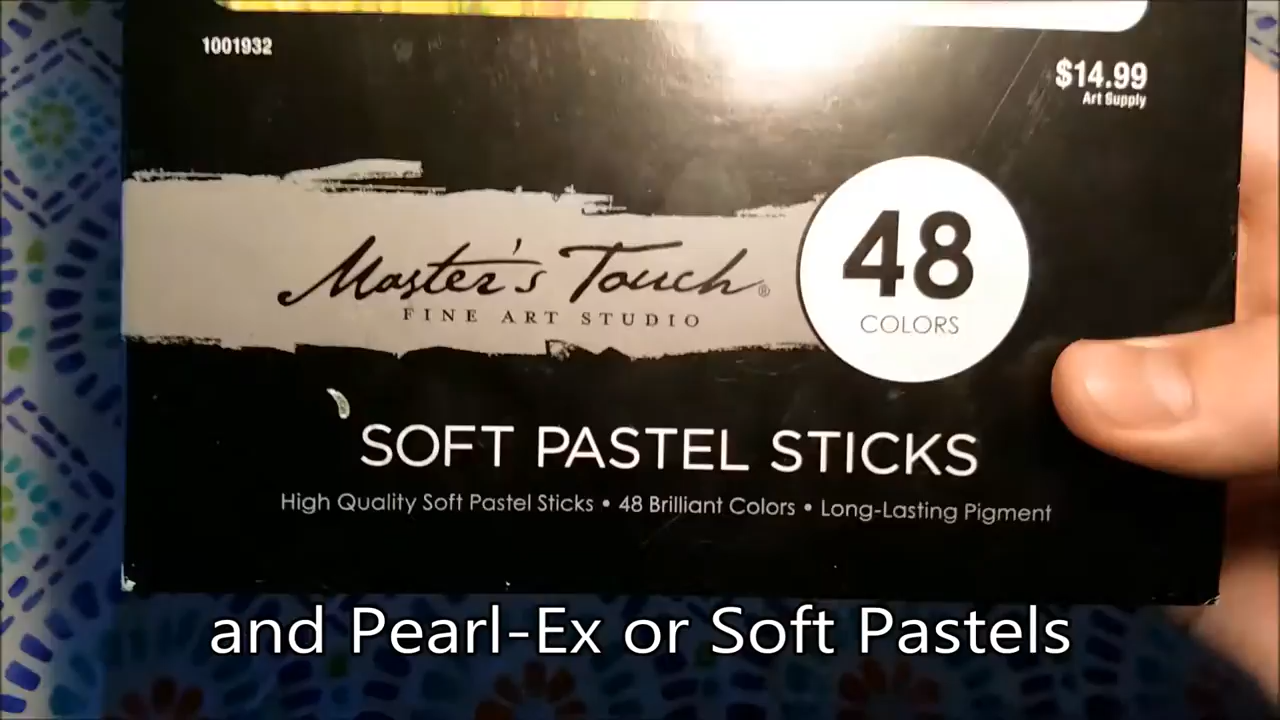 1001932
$14.99
Art Supply
Master's Touch®
FINE ART STUDIO
48
COLORS
SOFT PASTEL STICKS
High Quality Soft Pastel Sticks • 48 Brilliant Colors • Long-Lasting Pigment
and Pearl-Ex or Soft Pastels